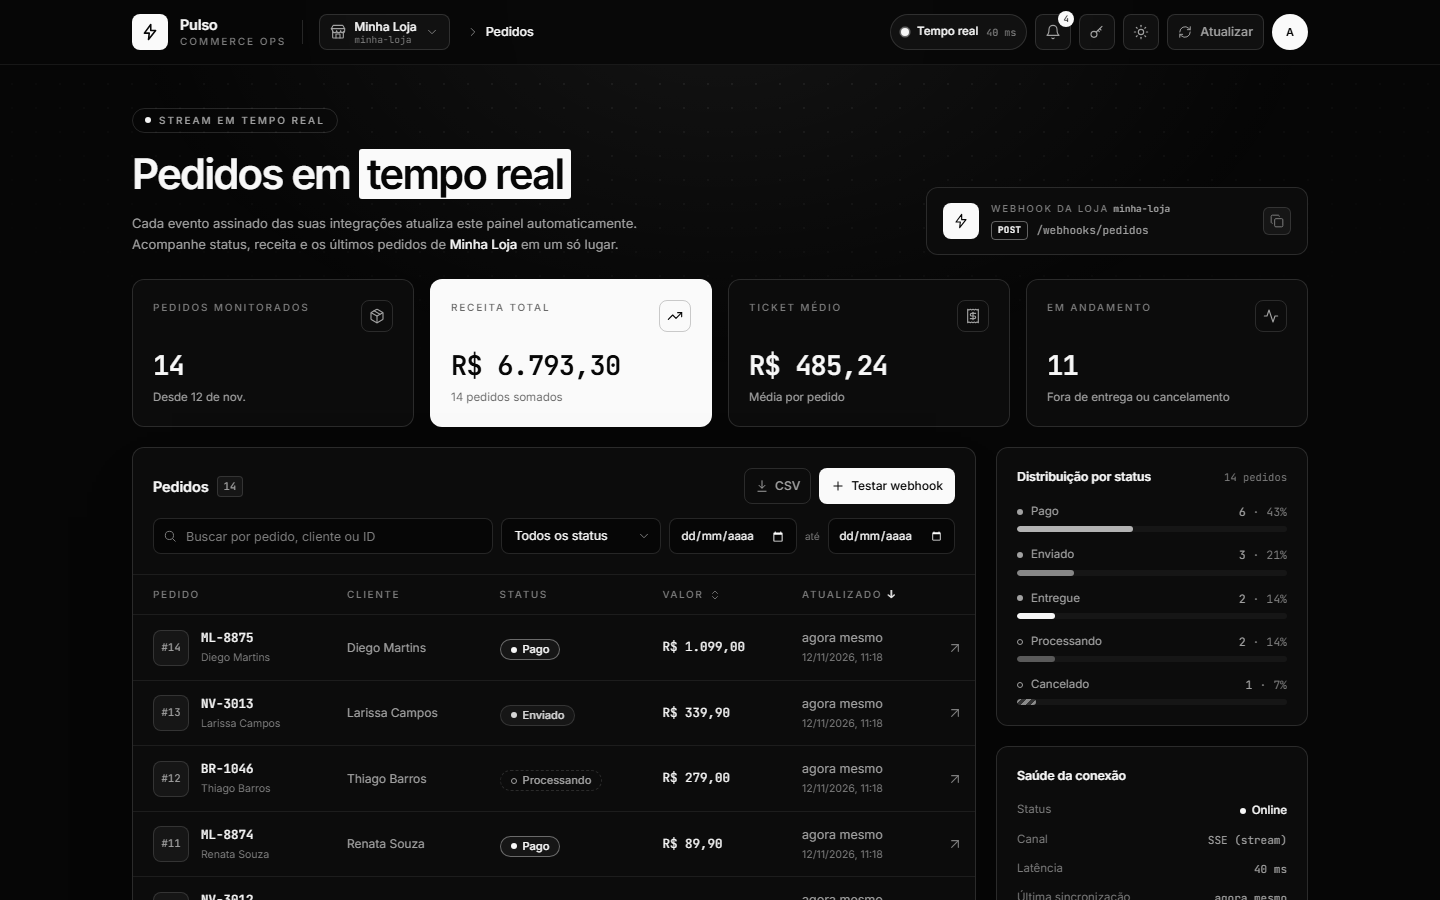 Pulso
COMMERCE OPS
Minha Loja
minha-loja
Pedidos
Tempo real 40 ms
4
Atualizar
A
STREAM EM TEMPO REAL
Pedidos em tempo real
Cada evento assinado das suas integrações atualiza este painel automaticamente.
Acompanhe status, receita e os últimos pedidos de Minha Loja em um só lugar.
WEBHOOK DA LOJA minha-loja
POST /webhooks/pedidos
PEDIDOS MONITORADOS
14
Desde 12 de nov.
RECEITA TOTAL
R$ 6.793,30
14 pedidos somados
TICKET MÉDIO
R$ 485,24
Média por pedido
EM ANDAMENTO
11
Fora de entrega ou cancelamento
Pedidos 14
CSV
Testar webhook
Buscar por pedido, cliente ou ID
Todos os status
dd/mm/aaaa
até
dd/mm/aaaa
PEDIDO CLIENTE STATUS VALOR ATUALIZADO
#14 ML-8875 Diego Martins Pago R$ 1.099,00 agora mesmo
Diego Martins 12/11/2026, 11:18
#13 NV-3013 Larissa Campos Enviado R$ 339,90 agora mesmo
Larissa Campos 12/11/2026, 11:18
#12 BR-1046 Thiago Barros Processando R$ 279,00 agora mesmo
Thiago Barros 12/11/2026, 11:18
#11 ML-8874 Renata Souza Pago R$ 89,90 agora mesmo
Renata Souza 12/11/2026, 11:18
NV-3012 agora mesmo
Distribuição por status 14 pedidos
Pago 6 · 43%
Enviado 3 · 21%
Entregue 2 · 14%
Processando 2 · 14%
Cancelado 1 · 7%
Saúde da conexão
Status Online
Canal SSE (stream)
Latência 40 ms
Última sincronização agora mesmo